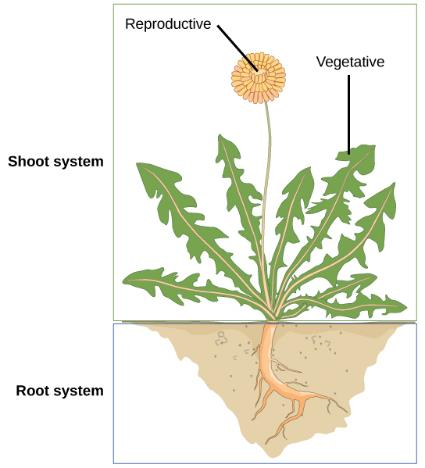 Reproductive
Vegetative
Shoot system
Root system